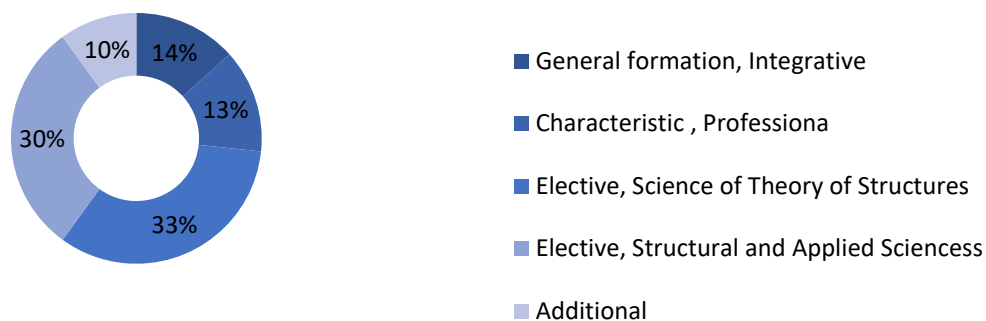 10%
14%
13%
30%
33%
General formation, Integrative
Characteristic , Professiona
Elective, Science of Theory of Structures
Elective, Structural and Applied Sciencess
Additional